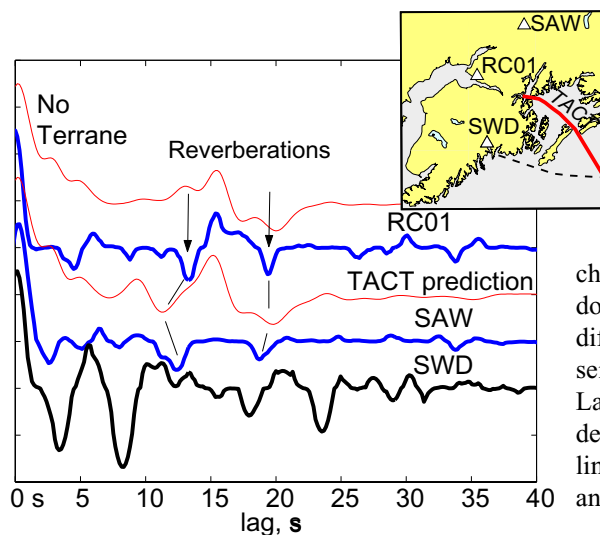 SAW
RC01
TAC
SWD
No
Terrane
Reverberations
RC01
TACT prediction
SAW
SWD
0 s 5 10 15 20 25 30 35 40
lag, s
ch
do
dif
sei
La
de
lin
an